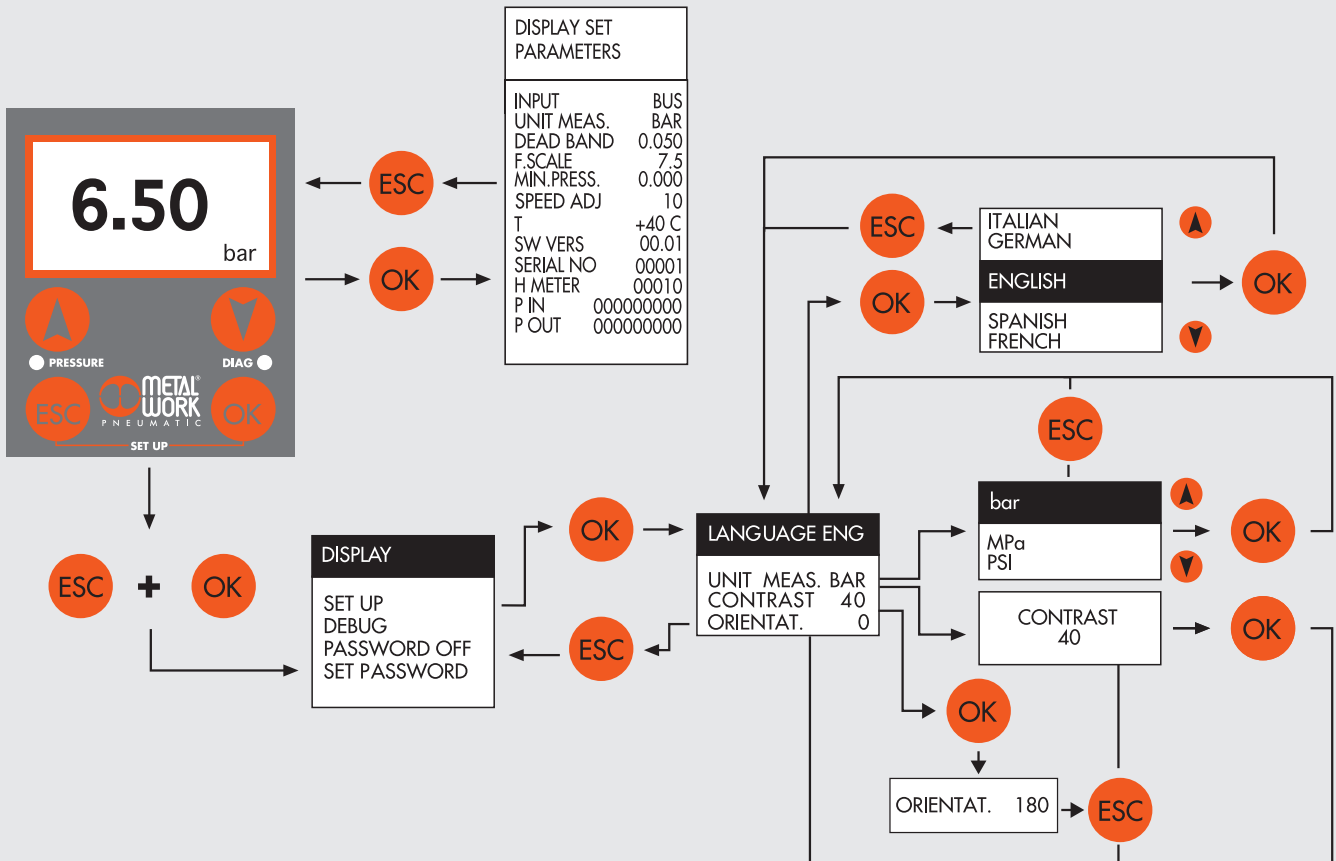 DISPLAY SET
PARAMETERS
INPUT BUS
UNIT MEAS. BAR
DEAD BAND 0.050
F.SCALE 7.5
MIN.PRESS. 0.000
SPEED ADJ 10
T +40 C
SW VERS 00.01
SERIAL NO 00001
H METER 00010
P IN 000000000
P OUT 000000000
6.50
bar
PRESSURE
DIAG
ESC
METAL®
WORK
PNEUMATIC
OK
SET UP
ESC
OK
ESC
OK
ITALIAN
GERMAN
ENGLISH
SPANISH
FRENCH
OK
ESC + OK
DISPLAY
SET UP
DEBUG
PASSWORD OFF
SET PASSWORD
OK
ESC
LANGUAGE ENG
UNIT MEAS. BAR
CONTRAST 40
ORIENTAT. 0
ESC
bar
MPa
PSI
OK
CONTRAST
40
OK
OK
ORIENTAT. 180
ESC